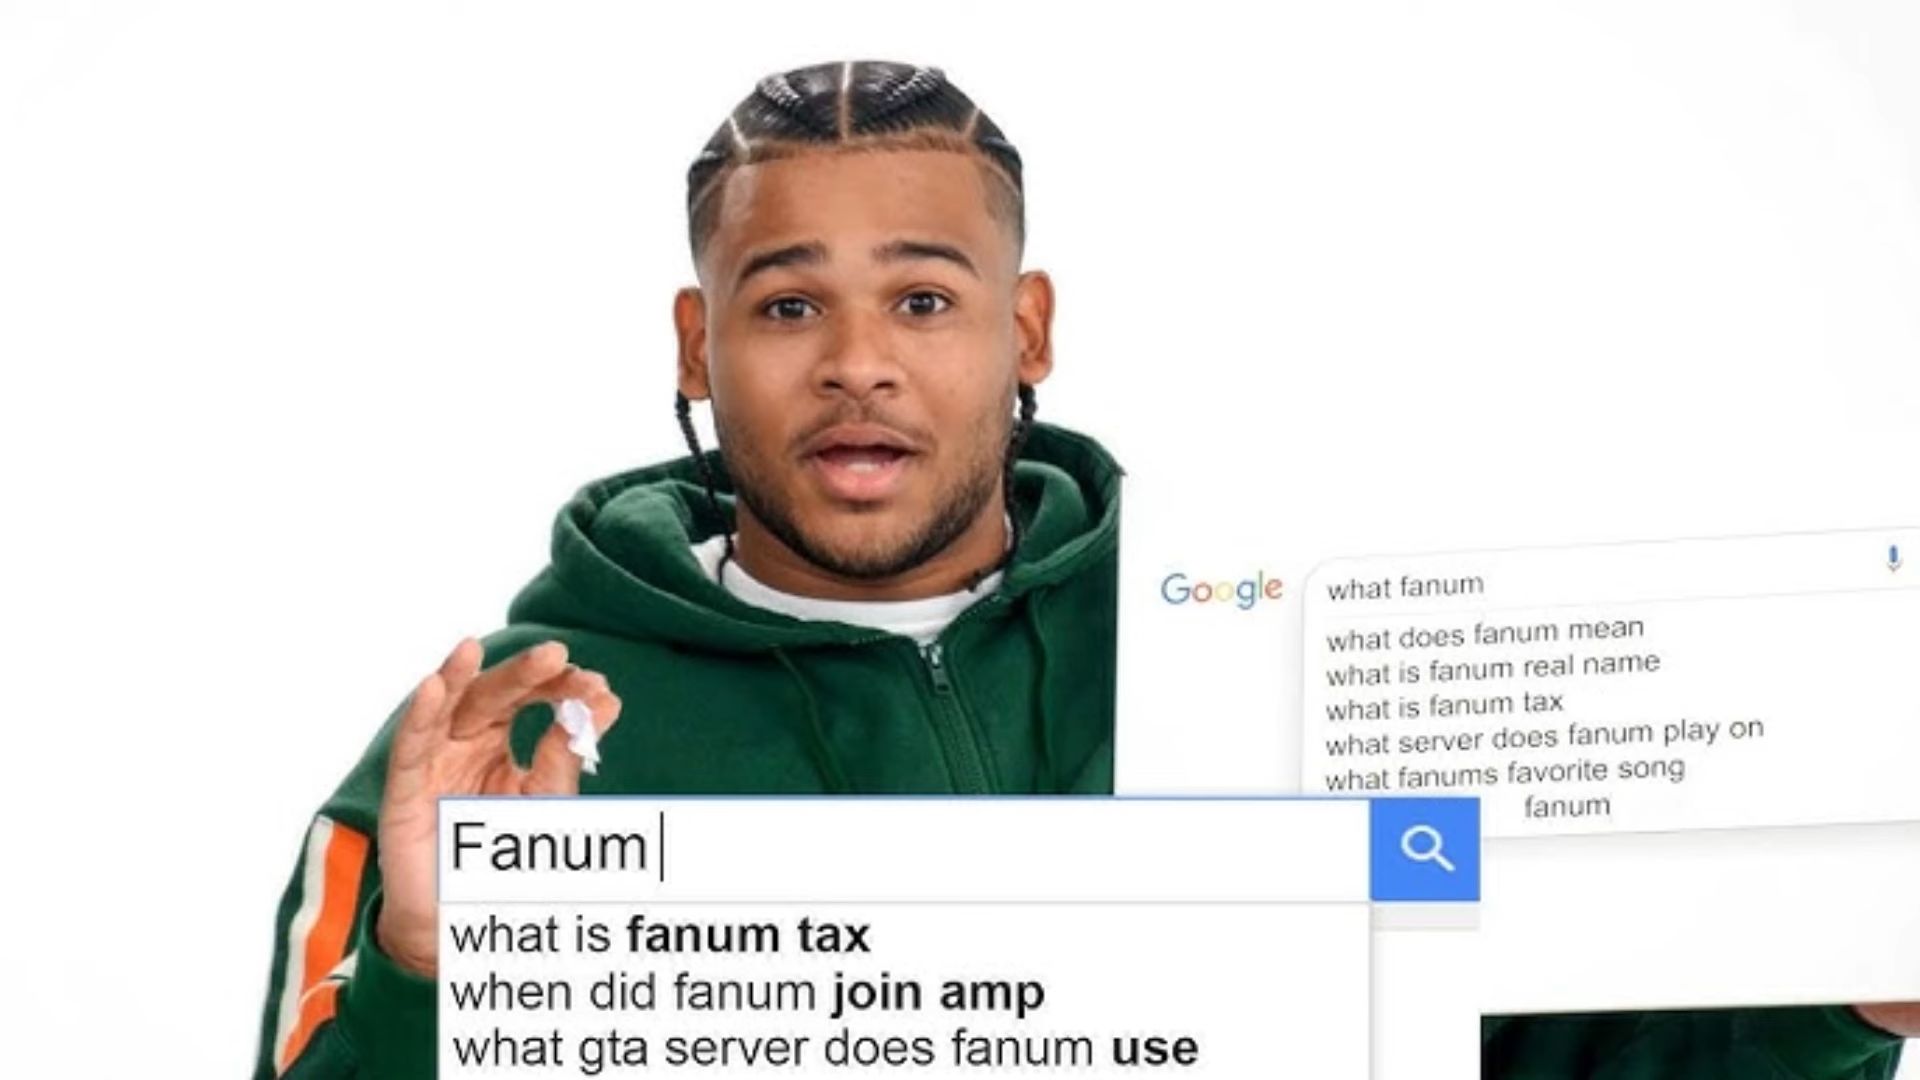 Google
what fanum
what does fanum mean
what is fanum real name
what is fanum tax
what server does fanum play on
what fanums favorite song
fanum
Fanum
what is fanum tax
when did fanum join amp
what gta server does fanum use